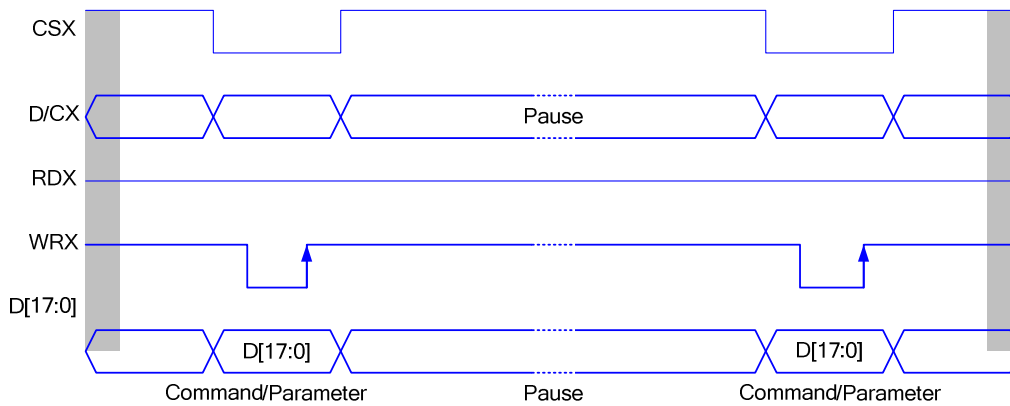 CSX
D/CX
Pause
RDX
WRX
D[17:0]
D[17:0]
D[17:0]
Command/Parameter
Pause
Command/Parameter